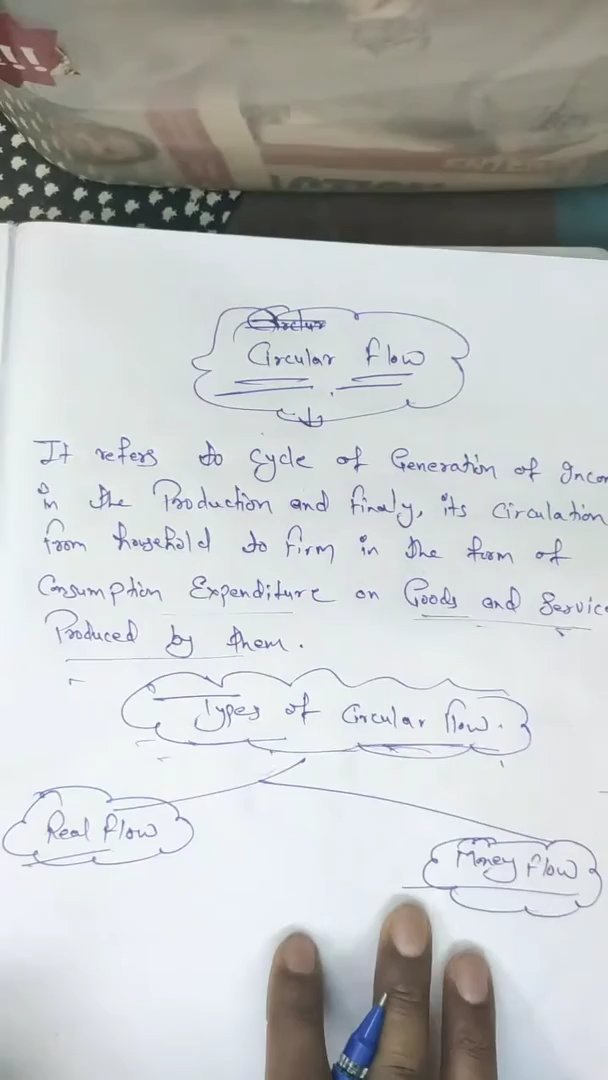 !!!
Circular Flow
It refers to Cycle of Generation of Incom
in the Production and finaly, its Circulation
from household to firm in the form of
Consumption Expenditure on Goods and Service
Produced by them.
Types of Circular flow.
Real flow
Money flow